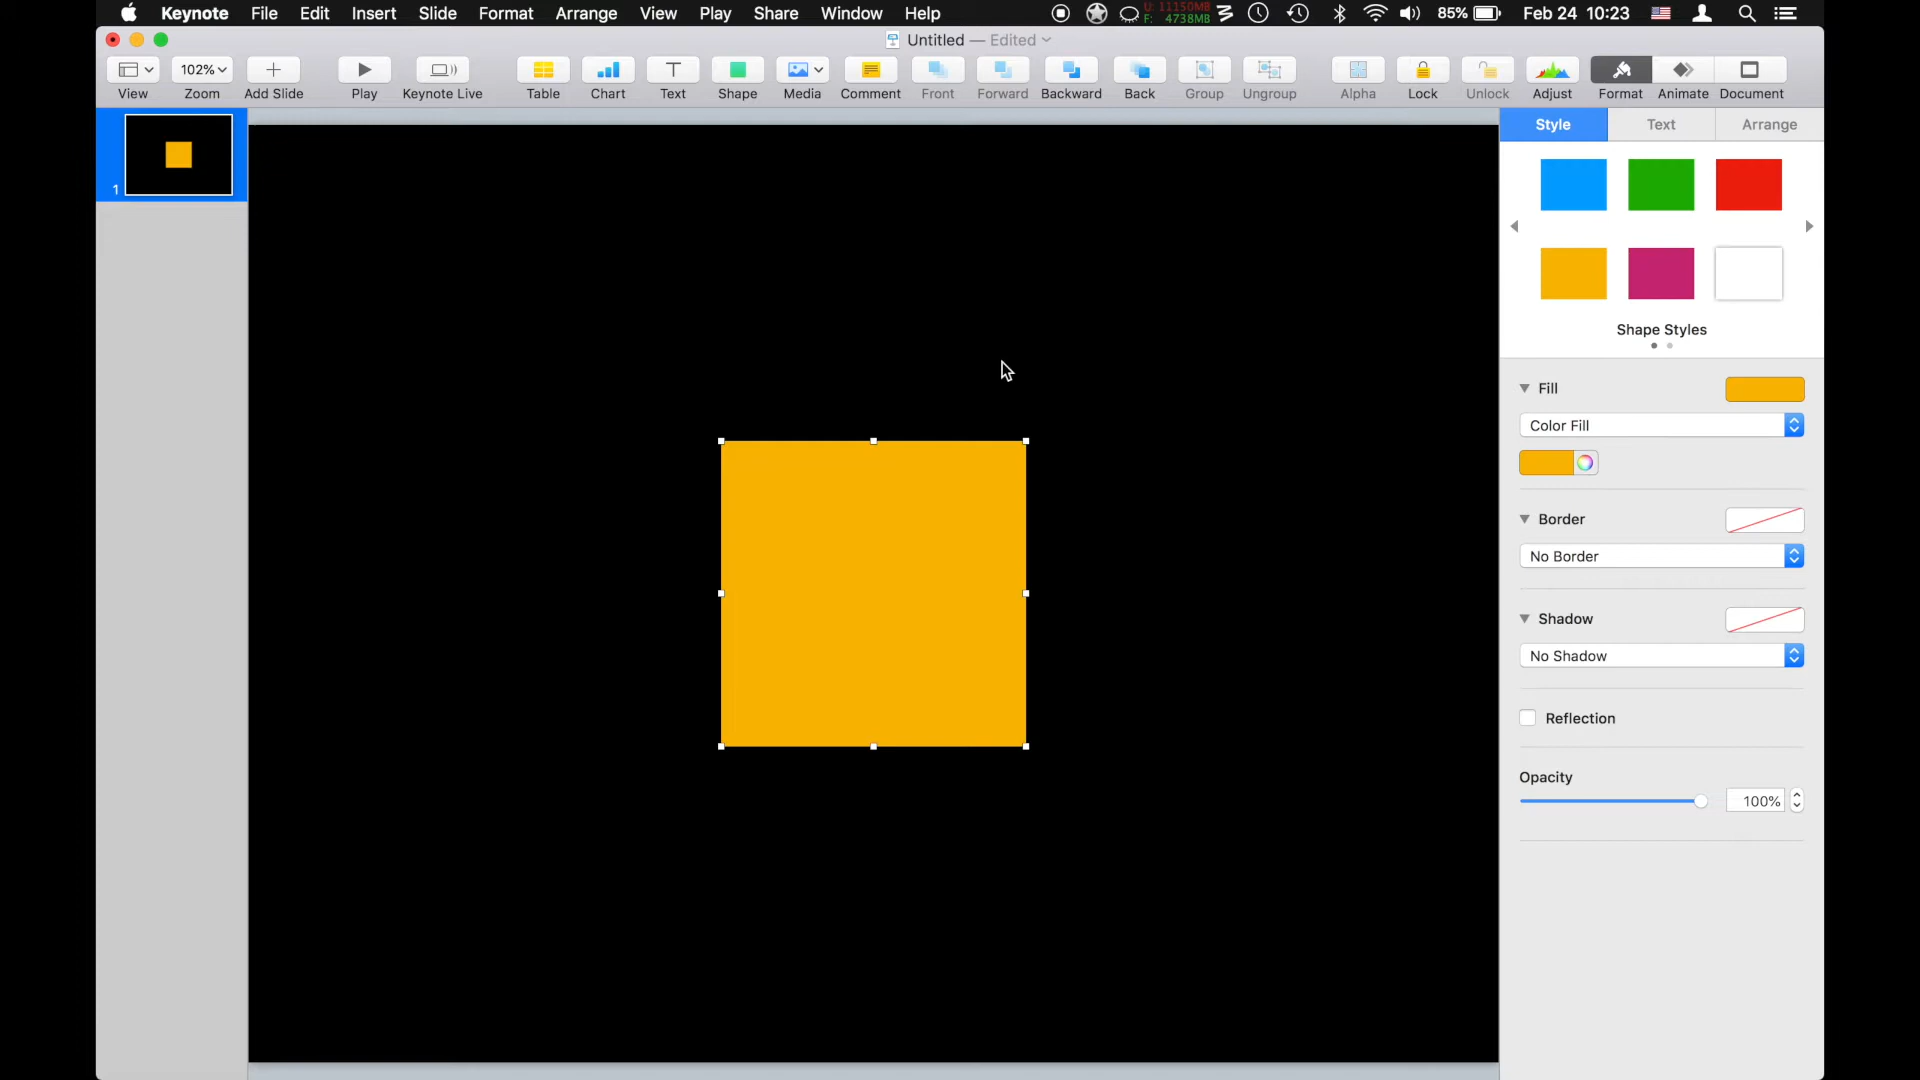 Keynote File Edit Insert Slide Format Arrange View Play Share Window Help U: 11150MB F: 4738MB 85% Feb 24 10:23
Untitled — Edited
102%
View Zoom Add Slide Play Keynote Live Table Chart Text Shape Media Comment Front Forward Backward Back Group Ungroup Alpha Lock Unlock Adjust Format Animate Document
Style Text Arrange
1
Shape Styles
Fill
Color Fill
Border
No Border
Shadow
No Shadow
Reflection
Opacity
100%